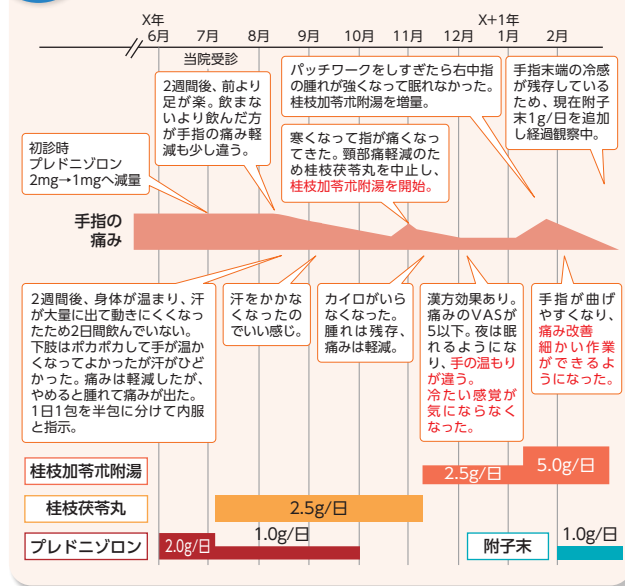 X年
X+1年
6月
7月
8月
9月
10月
11月
12月
1月
2月
当院受診
初診時
プレドニゾロン
2mg→1mgへ減量
2週間後、前より
足が楽。飲まな
いより飲んだ方
が手指の痛み軽
減も少し違う。
パッチワークをしすぎたら右中指
の腫れが強くなって眠れなかった。
桂枝加苓朮附湯を増量。
寒くなって指が痛くなっ
てきた。頸部痛軽減のた
め桂枝茯苓丸を中止し、
桂枝加苓朮附湯を開始。
手指末端の冷感
が残存している
ため、現在附子
末1g/日を追加
し経過観察中。
手指の
痛み
2週間後、身体が温まり、汗
が大量に出て動きにくくなっ
たため2日間飲んでいない。
下肢はポカポカして手が温か
くなってよかったが汗がひど
かった。痛みは軽減したが、
やめると腫れて痛みが出た。
1日1包を半包に分けて内服
と指示。
汗をかかな
くなったの
でいい感じ。
カイロがいら
なくなった。
腫れは残存、
痛みは軽減。
漢方効果あり。
痛みのVASが
5以下。夜は眠
れるようにな
り、手の温もり
が違う。
冷たい感覚が
気にならなく
なった。
手指が曲げ
やすくなり、
痛み改善
細かい作業
ができるよ
うになった。
桂枝加苓朮附湯
2.5g/日
5.0g/日
桂枝茯苓丸
2.5g/日
プレドニゾロン
2.0g/日
1.0g/日
附子末
1.0g/日